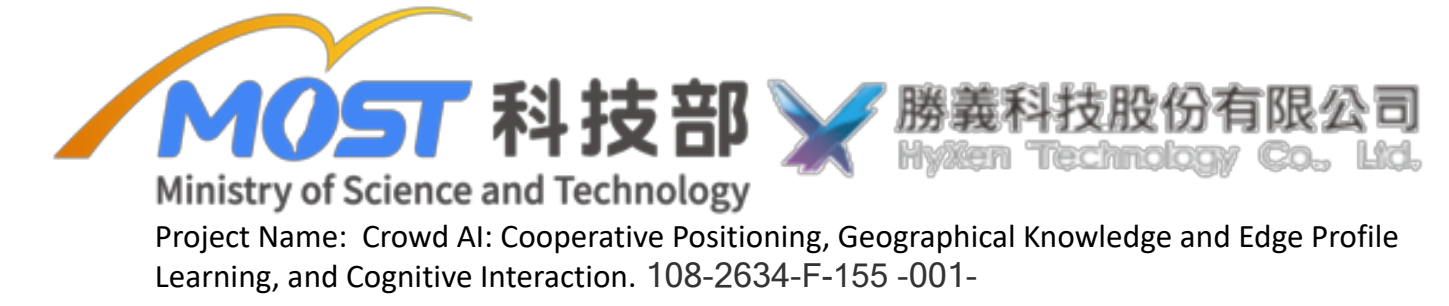 MOST 科技部
Ministry of Science and Technology
勝義科技股份有限公司
HyXen Technology Co., Ltd.
Project Name:  Crowd AI: Cooperative Positioning, Geographical Knowledge and Edge Profile
Learning, and Cognitive Interaction. 108-2634-F-155 -001-